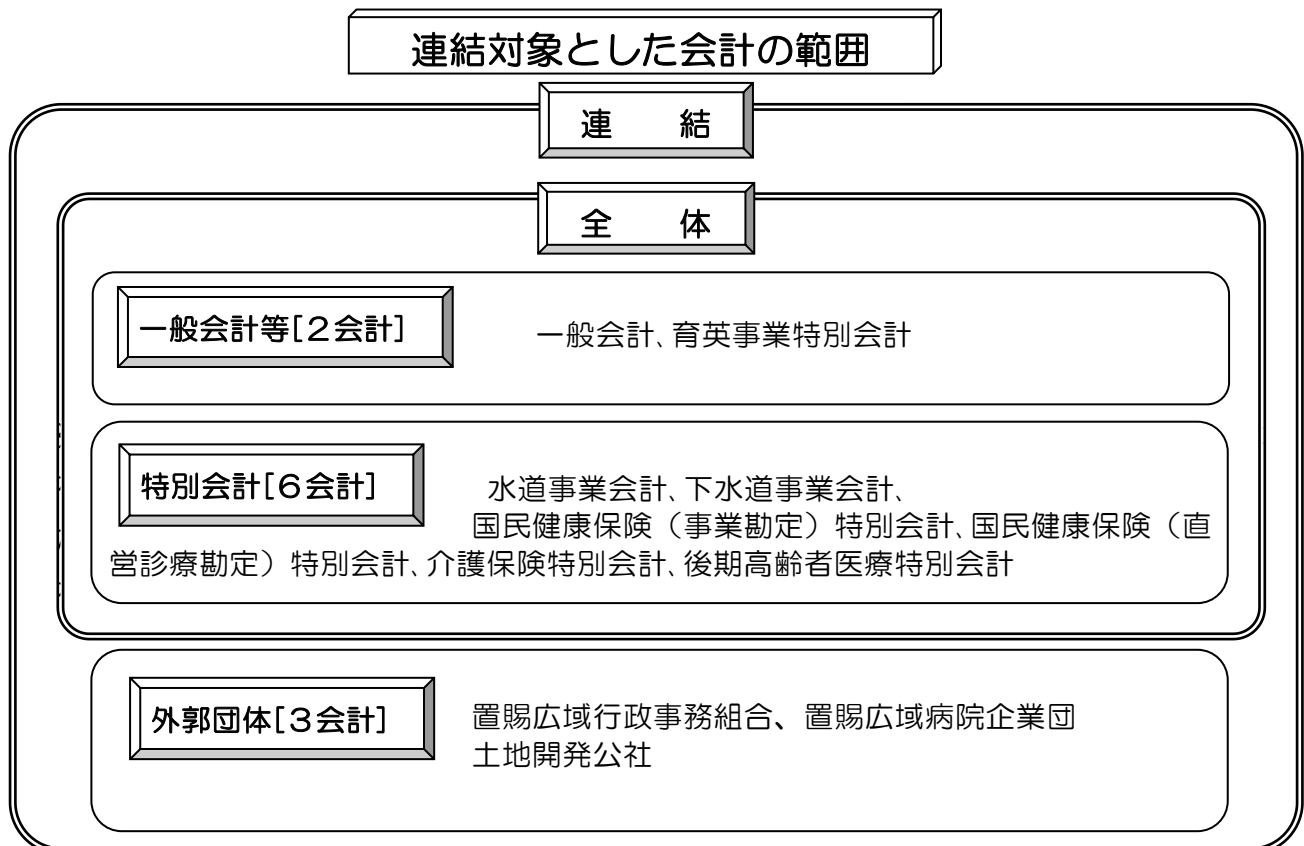 連結対象とした会計の範囲
連　結
全　体
一般会計等[２会計]
一般会計、育英事業特別会計
特別会計[６会計]
水道事業会計、下水道事業会計、
国民健康保険（事業勘定）特別会計、国民健康保険（直
営診療勘定）特別会計、介護保険特別会計、後期高齢者医療特別会計
外郭団体[３会計]
置賜広域行政事務組合、置賜広域病院企業団
土地開発公社